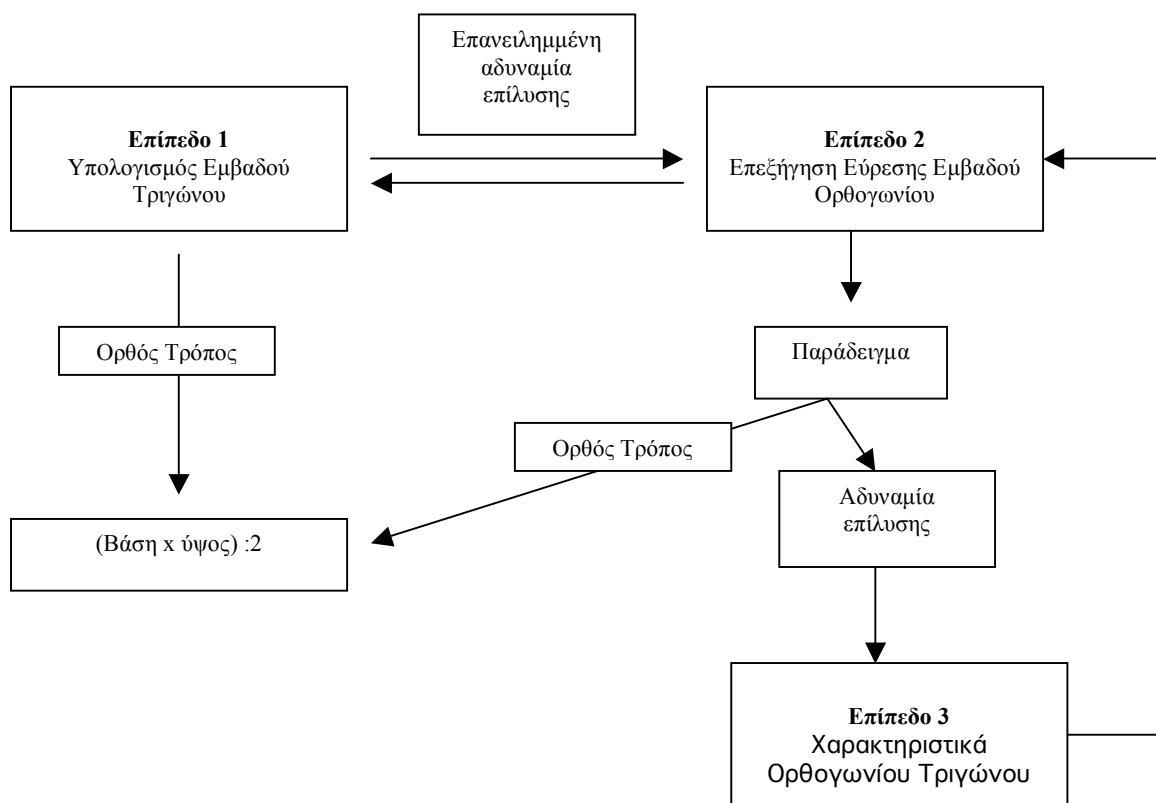 Επανειλημμένη
αδυναμία
επίλυσης
Επίπεδο 1
Υπολογισμός Εμβαδού
Τριγώνου
Επίπεδο 2
Επεξήγηση Εύρεσης Εμβαδού
Ορθογωνίου
Ορθός Τρόπος
Παράδειγμα
Ορθός Τρόπος
Αδυναμία
επίλυσης
(Βάση x ύψος) :2
Επίπεδο 3
Χαρακτηριστικά
Ορθογωνίου Τριγώνου